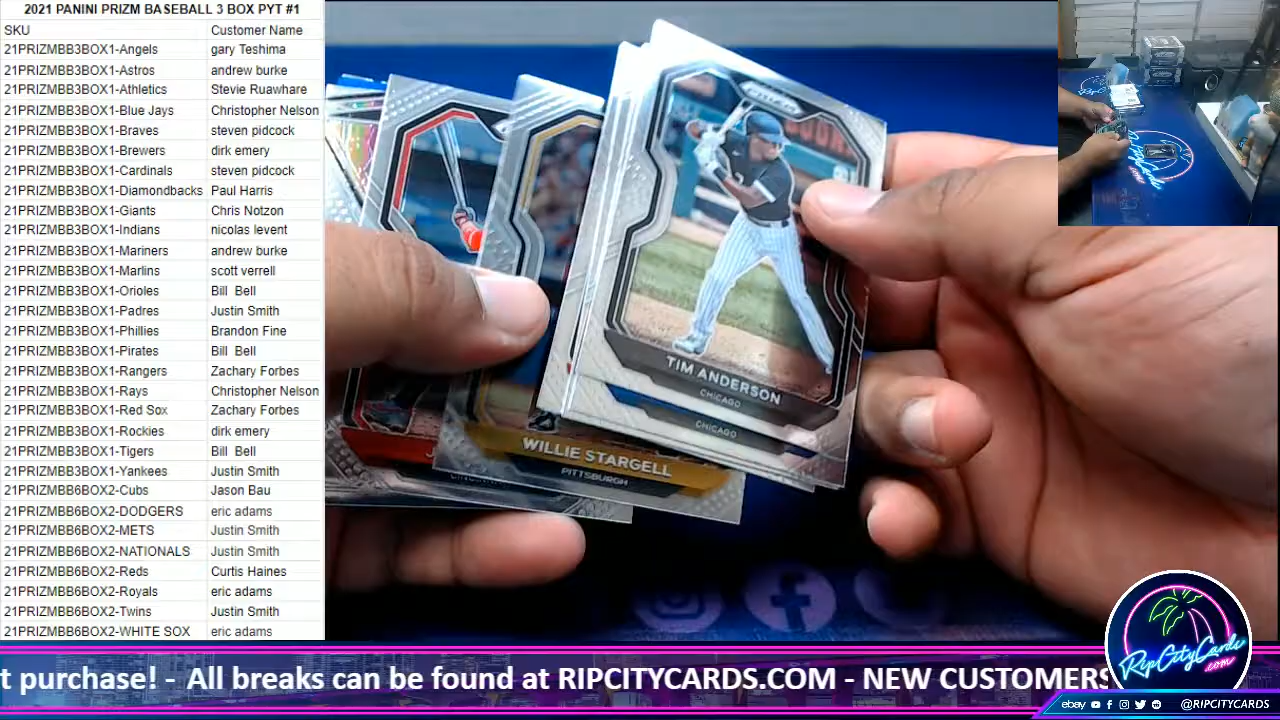 2021 PANINI PRIZM BASEBALL 3 BOX PYT #1
SKU Customer Name
21PRIZMBB3BOX1-Angels gary Teshima
21PRIZMBB3BOX1-Astros andrew burke
21PRIZMBB3BOX1-Athletics Stevie Ruawhare
21PRIZMBB3BOX1-Blue Jays Christopher Nelson
21PRIZMBB3BOX1-Braves steven pidcock
21PRIZMBB3BOX1-Brewers dirk emery
21PRIZMBB3BOX1-Cardinals steven pidcock
21PRIZMBB3BOX1-Diamondbacks Paul Harris
21PRIZMBB3BOX1-Giants Chris Notzon
21PRIZMBB3BOX1-Indians nicolas levent
21PRIZMBB3BOX1-Mariners andrew burke
21PRIZMBB3BOX1-Marlins scott verrell
21PRIZMBB3BOX1-Orioles Bill Bell
21PRIZMBB3BOX1-Padres Justin Smith
21PRIZMBB3BOX1-Phillies Brandon Fine
21PRIZMBB3BOX1-Pirates Bill Bell
21PRIZMBB3BOX1-Rangers Zachary Forbes
21PRIZMBB3BOX1-Rays Christopher Nelson
21PRIZMBB3BOX1-Red Sox Zachary Forbes
21PRIZMBB3BOX1-Rockies dirk emery
21PRIZMBB3BOX1-Tigers Bill Bell
21PRIZMBB3BOX1-Yankees Justin Smith
21PRIZMBB6BOX2-Cubs Jason Bau
21PRIZMBB6BOX2-DODGERS eric adams
21PRIZMBB6BOX2-METS Justin Smith
21PRIZMBB6BOX2-NATIONALS Justin Smith
21PRIZMBB6BOX2-Reds Curtis Haines
21PRIZMBB6BOX2-Royals eric adams
21PRIZMBB6BOX2-Twins Justin Smith
21PRIZMBB6BOX2-WHITE SOX eric adams
PRIZM
TIM ANDERSON
CHICAGO
CHICAGO
WILLIE STARGELL
PITTSBURGH
RipCityCards
.com
t purchase! - All breaks can be found at RIPCITYCARDS.COM - NEW CUSTOMERS
ebay @RIPCITYCARDS